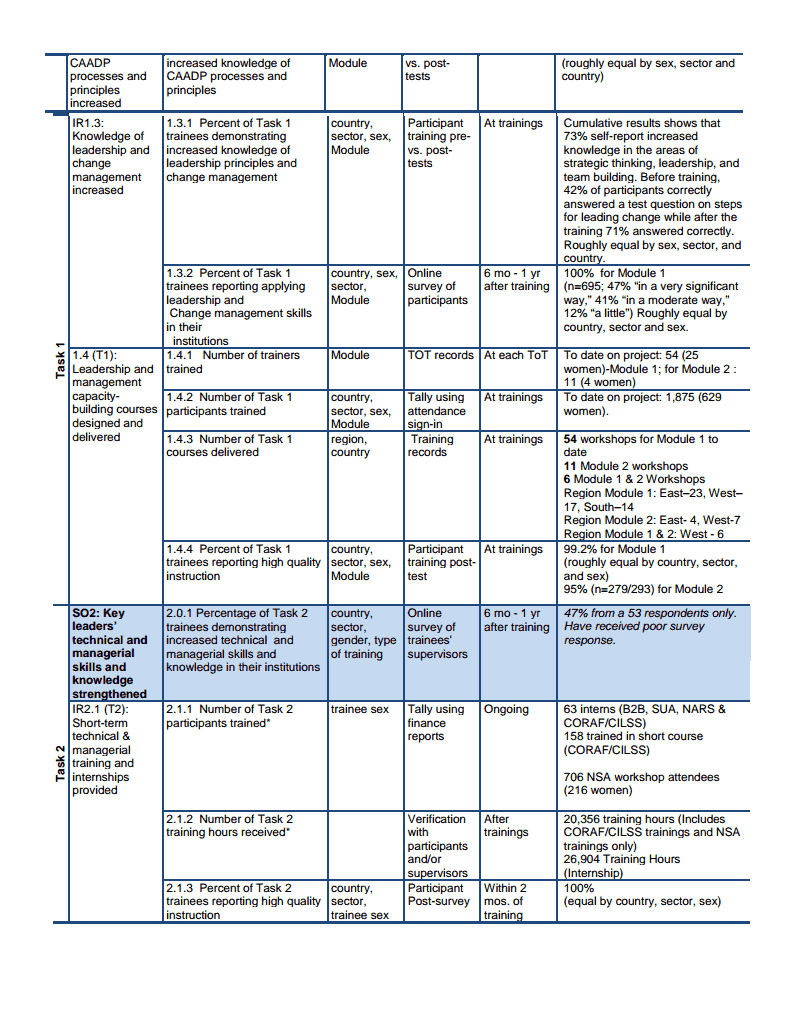 CAADP
processes and
principles
increased
increased knowledge of
CAADP processes and
principles
Module
vs. post-
tests
(roughly equal by sex, sector and
country)
Task 1
IR1.3:
Knowledge of
leadership and
change
management
increased
1.3.1 Percent of Task 1
trainees demonstrating
increased knowledge of
leadership principles and
change management
country,
sector, sex,
Module
Participant
training pre-
vs. post-
tests
At trainings
Cumulative results shows that
73% self-report increased
knowledge in the areas of
strategic thinking, leadership, and
team building. Before training,
42% of participants correctly
answered a test question on steps
for leading change while after the
training 71% answered correctly.
Roughly equal by sex, sector, and
country.
1.3.2 Percent of Task 1
trainees reporting applying
leadership and
Change management skills
in their
institutions
country, sex,
sector,
Module
Online
survey of
participants
6 mo - 1 yr
after training
100% for Module 1
(n=695; 47% “in a very significant
way,” 41% “in a moderate way,”
12% “a little”) Roughly equal by
country, sector and sex.
1.4 (T1):
Leadership and
management
capacity-
building courses
designed and
delivered
1.4.1 Number of trainers
trained
Module
TOT records
At each ToT
To date on project: 54 (25
women)-Module 1; for Module 2 :
11 (4 women)
1.4.2 Number of Task 1
participants trained
country,
sector, sex,
Module
Tally using
attendance
sign-in
At trainings
To date on project: 1,875 (629
women).
1.4.3 Number of Task 1
courses delivered
region,
country
Training
records
At trainings
54 workshops for Module 1 to
date
11 Module 2 workshops
6 Module 1 & 2 Workshops
Region Module 1: East–23, West–
17, South–14
Region Module 2: East- 4, West-7
Region Module 1 & 2: West - 6
1.4.4 Percent of Task 1
trainees reporting high quality
instruction
country,
sector, sex,
Module
Participant
training post-
test
At trainings
99.2% for Module 1
(roughly equal by country, sector,
and sex)
95% (n=279/293) for Module 2
Task 2
SO2: Key
leaders’
technical and
managerial
skills and
knowledge
strengthened
2.0.1 Percentage of Task 2
trainees demonstrating
increased technical and
managerial skills and
knowledge in their institutions
country,
sector,
gender, type
of training
Online
survey of
trainees'
supervisors
6 mo - 1 yr
after training
47% from a 53 respondents only.
Have received poor survey
response.
IR2.1 (T2):
Short-term
technical &
managerial
training and
internships
provided
2.1.1 Number of Task 2
participants trained*
trainee sex
Tally using
finance
reports
Ongoing
63 interns (B2B, SUA, NARS &
CORAF/CILSS)
158 trained in short course
(CORAF/CILSS)
706 NSA workshop attendees
(216 women)
2.1.2 Number of Task 2
training hours received*
Verification
with
participants
and/or
supervisors
After
trainings
20,356 training hours (Includes
CORAF/CILSS trainings and NSA
trainings only)
26,904 Training Hours
(Internship)
2.1.3 Percent of Task 2
trainees reporting high quality
instruction
country,
sector,
trainee sex
Participant
Post-survey
Within 2
mos. of
training
100%
(equal by country, sector, sex)